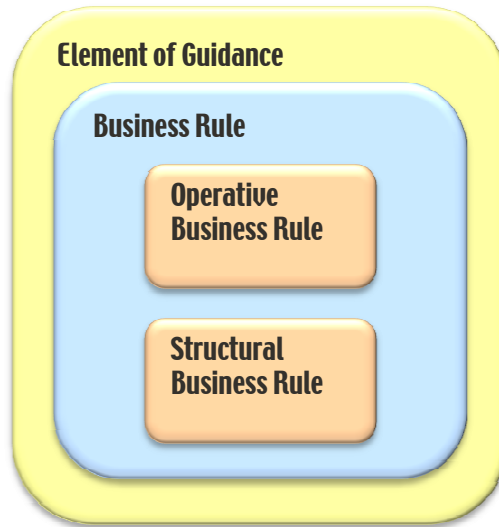 Element of Guidance
Business Rule
Operative
Business Rule
Structural
Business Rule